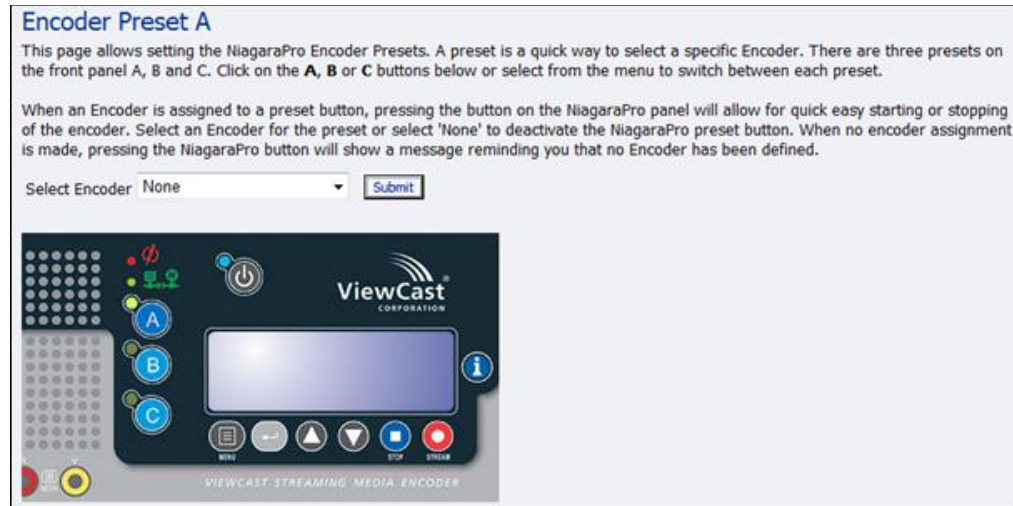 Encoder Preset A
This page allows setting the NiagaraPro Encoder Presets. A preset is a quick way to select a specific Encoder. There are three presets on
the front panel A, B and C. Click on the A, B or C buttons below or select from the menu to switch between each preset.
When an Encoder is assigned to a preset button, pressing the button on the NiagaraPro panel will allow for quick easy starting or stopping
of the encoder. Select an Encoder for the preset or select 'None' to deactivate the NiagaraPro preset button. When no encoder assignment
is made, pressing the NiagaraPro button will show a message reminding you that no Encoder has been defined.
Select Encoder None Submit
ViewCast
CORPORATION
A
B
i
C
MENU STOP STREAM
VIEWCAST STREAMING MEDIA ENCODER